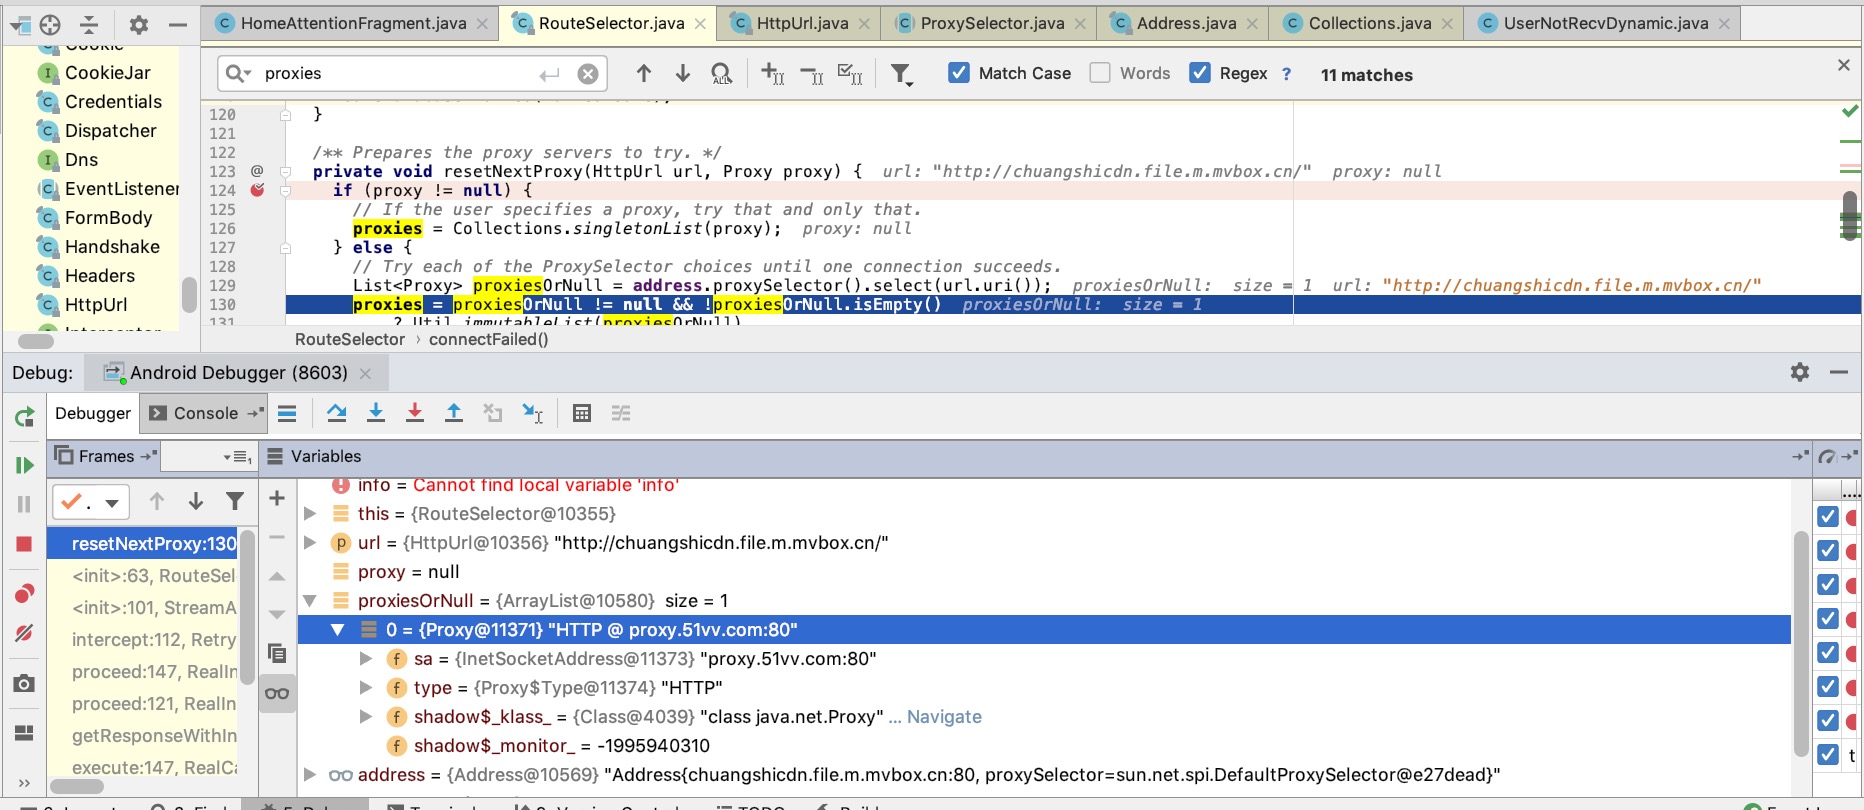 HomeAttentionFragment.java
RouteSelector.java
HttpUrl.java
ProxySelector.java
Address.java
Collections.java
UserNotRecvDynamic.java
Cookie
CookieJar
Credentials
Dispatcher
Dns
EventListener
FormBody
Handshake
Headers
HttpUrl
Interceptor
proxies
Match Case
Words
Regex
?
11 matches
120 }
121
122 /** Prepares the proxy servers to try. */
123 @ private void resetNextProxy(HttpUrl url, Proxy proxy) { url: "http://chuangshicdn.file.m.mvbox.cn/" proxy: null
124 if (proxy != null) {
125 // If the user specifies a proxy, try that and only that.
126 proxies = Collections.singletonList(proxy); proxy: null
127 } else {
128 // Try each of the ProxySelector choices until one connection succeeds.
129 List<Proxy> proxiesOrNull = address.proxySelector().select(url.uri()); proxiesOrNull: size = 1 url: "http://chuangshicdn.file.m.mvbox.cn/"
130 proxies = proxiesOrNull != null && !proxiesOrNull.isEmpty() proxiesOrNull: size = 1
131 ? Util.immutableList(proxiesOrNull)
RouteSelector › connectFailed()
Debug: Android Debugger (8603)
Debugger Console
Frames
Variables
resetNextProxy:130
<init>:63, RouteSel
<init>:101, StreamA
intercept:112, Retry
proceed:147, RealIn
proceed:121, RealIn
getResponseWithIn
execute:147, RealCa
info = Cannot find local variable 'info'
this = {RouteSelector@10355}
url = {HttpUrl@10356} "http://chuangshicdn.file.m.mvbox.cn/"
proxy = null
proxiesOrNull = {ArrayList@10580} size = 1
0 = {Proxy@11371} "HTTP @ proxy.51vv.com:80"
sa = {InetSocketAddress@11373} "proxy.51vv.com:80"
type = {Proxy$Type@11374} "HTTP"
shadow$_klass_ = {Class@4039} "class java.net.Proxy" ... Navigate
shadow$_monitor_ = -1995940310
address = {Address@10569} "Address{chuangshicdn.file.m.mvbox.cn:80, proxySelector=sun.net.spi.DefaultProxySelector@e27dead}"